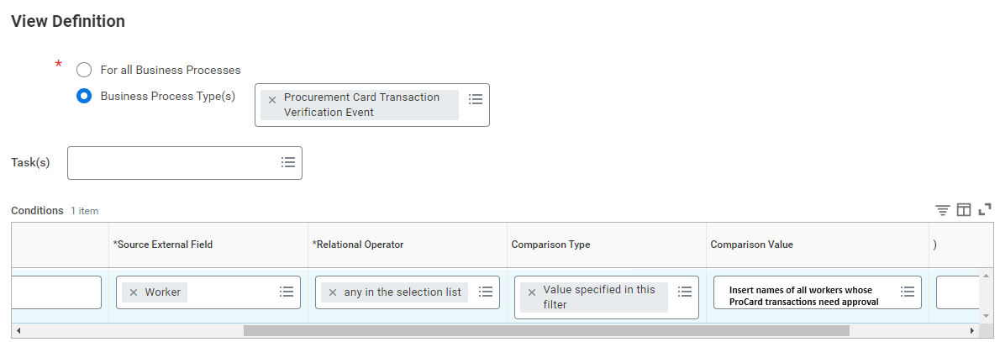 View Definition
*
For all Business Processes
Business Process Type(s)
× Procurement Card Transaction
Verification Event
Task(s)
Conditions 1 item
*Source External Field
*Relational Operator
Comparison Type
Comparison Value
)
× Worker
× any in the selection list
× Value specified in this
filter
Insert names of all workers whose
ProCard transactions need approval